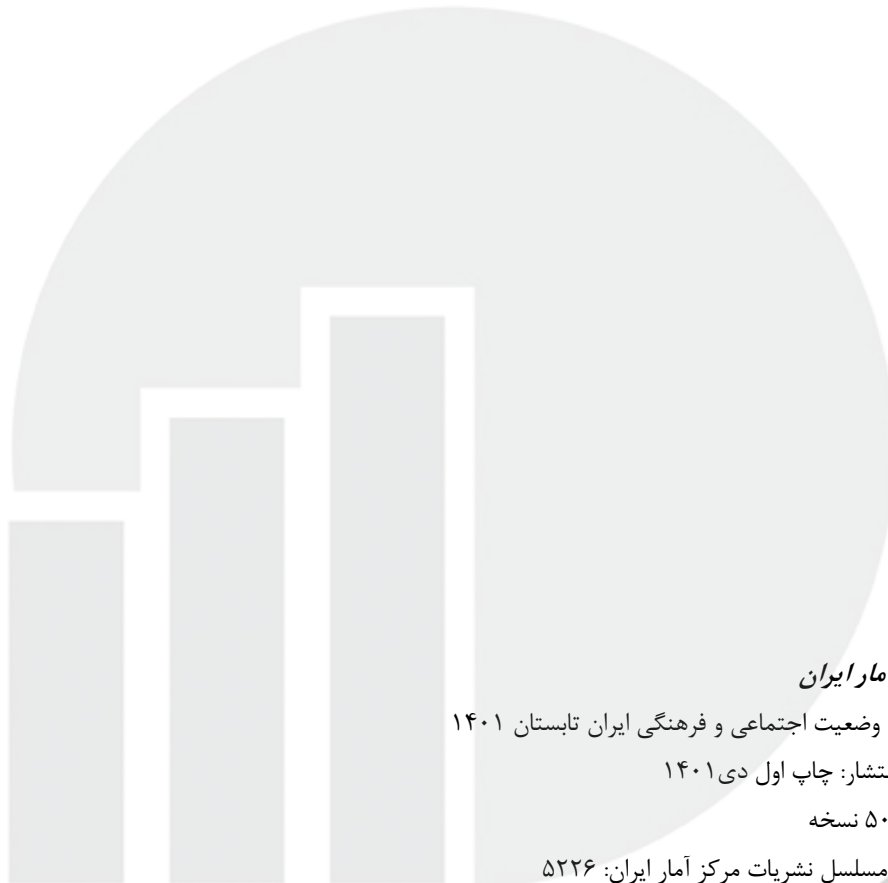 مار ایران
وضعیت اجتماعی و فرهنگی ایران تابستان ۱۴۰۱
تشار: چاپ اول دی۱۴۰۱
۵۰ نسخه
مسلسل نشریات مرکز آمار ایران: ۵۲۲۶